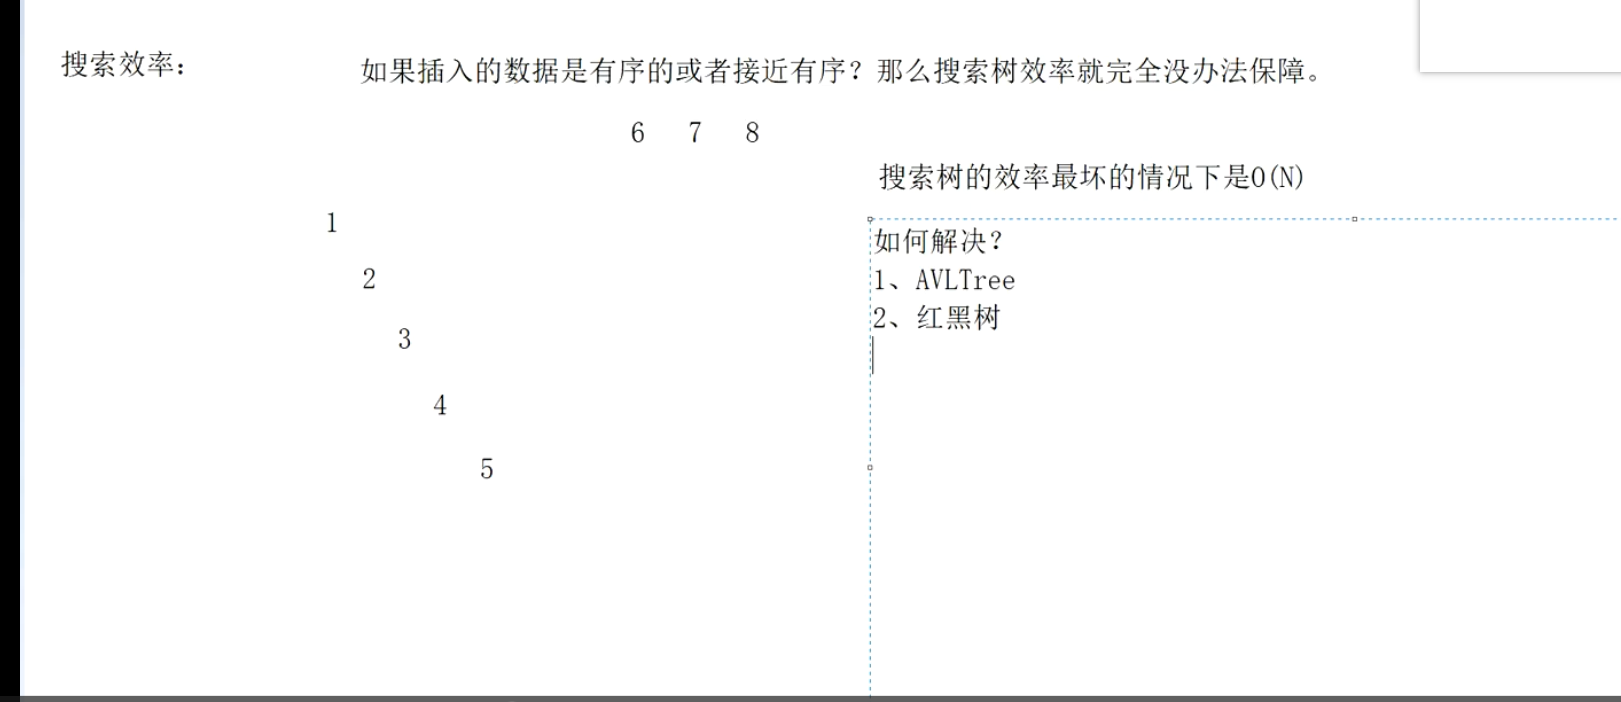 搜索效率:
如果插入的数据是有序的或者接近有序？那么搜索树效率就完全没办法保障。
6 7 8
搜索树的效率最坏的情况下是O(N)
1
2
3
4
5
如何解决？
1、AVLTree
2、红黑树